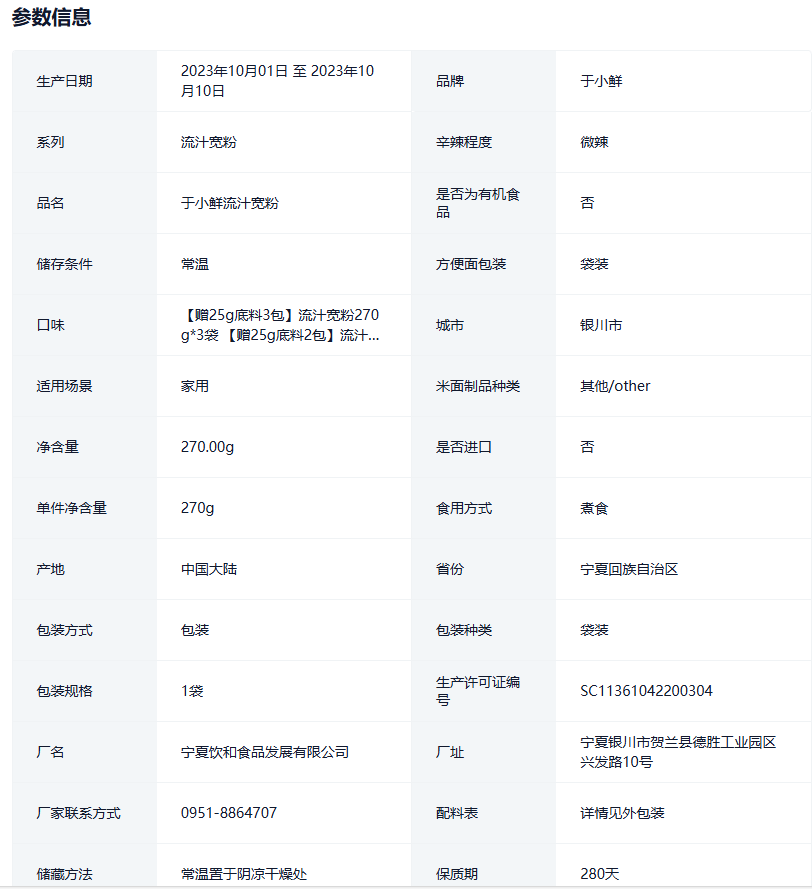 参数信息
生产日期
2023年10月01日 至 2023年10
月10日
品牌
于小鲜
系列
流汁宽粉
辛辣程度
微辣
品名
于小鲜流汁宽粉
是否为有机食
品
否
储存条件
常温
方便面包装
袋装
口味
【赠25g底料3包】流汁宽粉270
g*3袋 【赠25g底料2包】流汁...
城市
银川市
适用场景
家用
米面制品种类
其他/other
净含量
270.00g
是否进口
否
单件净含量
270g
食用方式
煮食
产地
中国大陆
省份
宁夏回族自治区
包装方式
包装
包装种类
袋装
包装规格
1袋
生产许可证编
号
SC11361042200304
厂名
宁夏饮和食品发展有限公司
厂址
宁夏银川市贺兰县德胜工业园区
兴发路10号
厂家联系方式
0951-8864707
配料表
详情见外包装
储藏方法
常温置于阴凉干燥处
保质期
280天